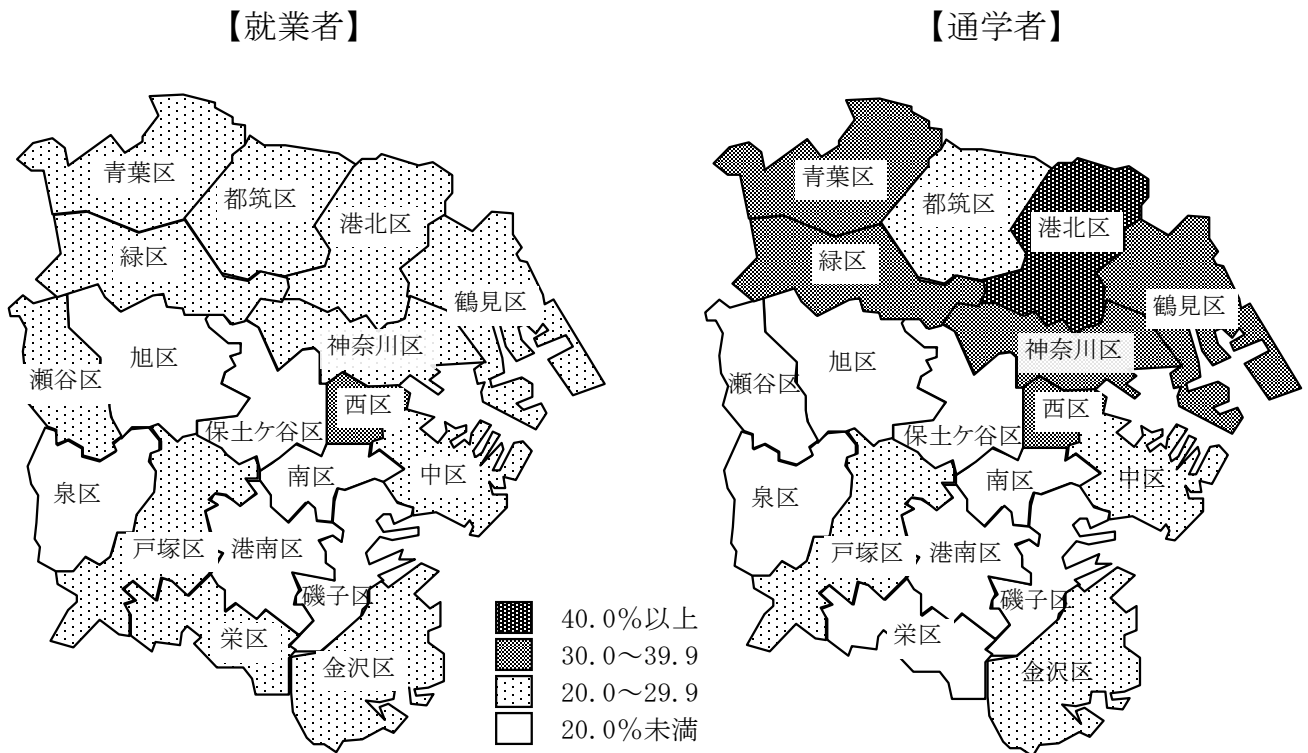 【就業者】
青葉区
都筑区
港北区
緑区
鶴見区
神奈川区
旭区
瀬谷区
西区
保土ケ谷区
南区
中区
泉区
戸塚区
港南区
磯子区
栄区
金沢区
【通学者】
青葉区
都筑区
港北区
緑区
鶴見区
神奈川区
旭区
瀬谷区
西区
保土ケ谷区
南区
中区
泉区
戸塚区
港南区
磯子区
栄区
金沢区
40.0%以上
30.0～39.9
20.0～29.9
20.0%未満